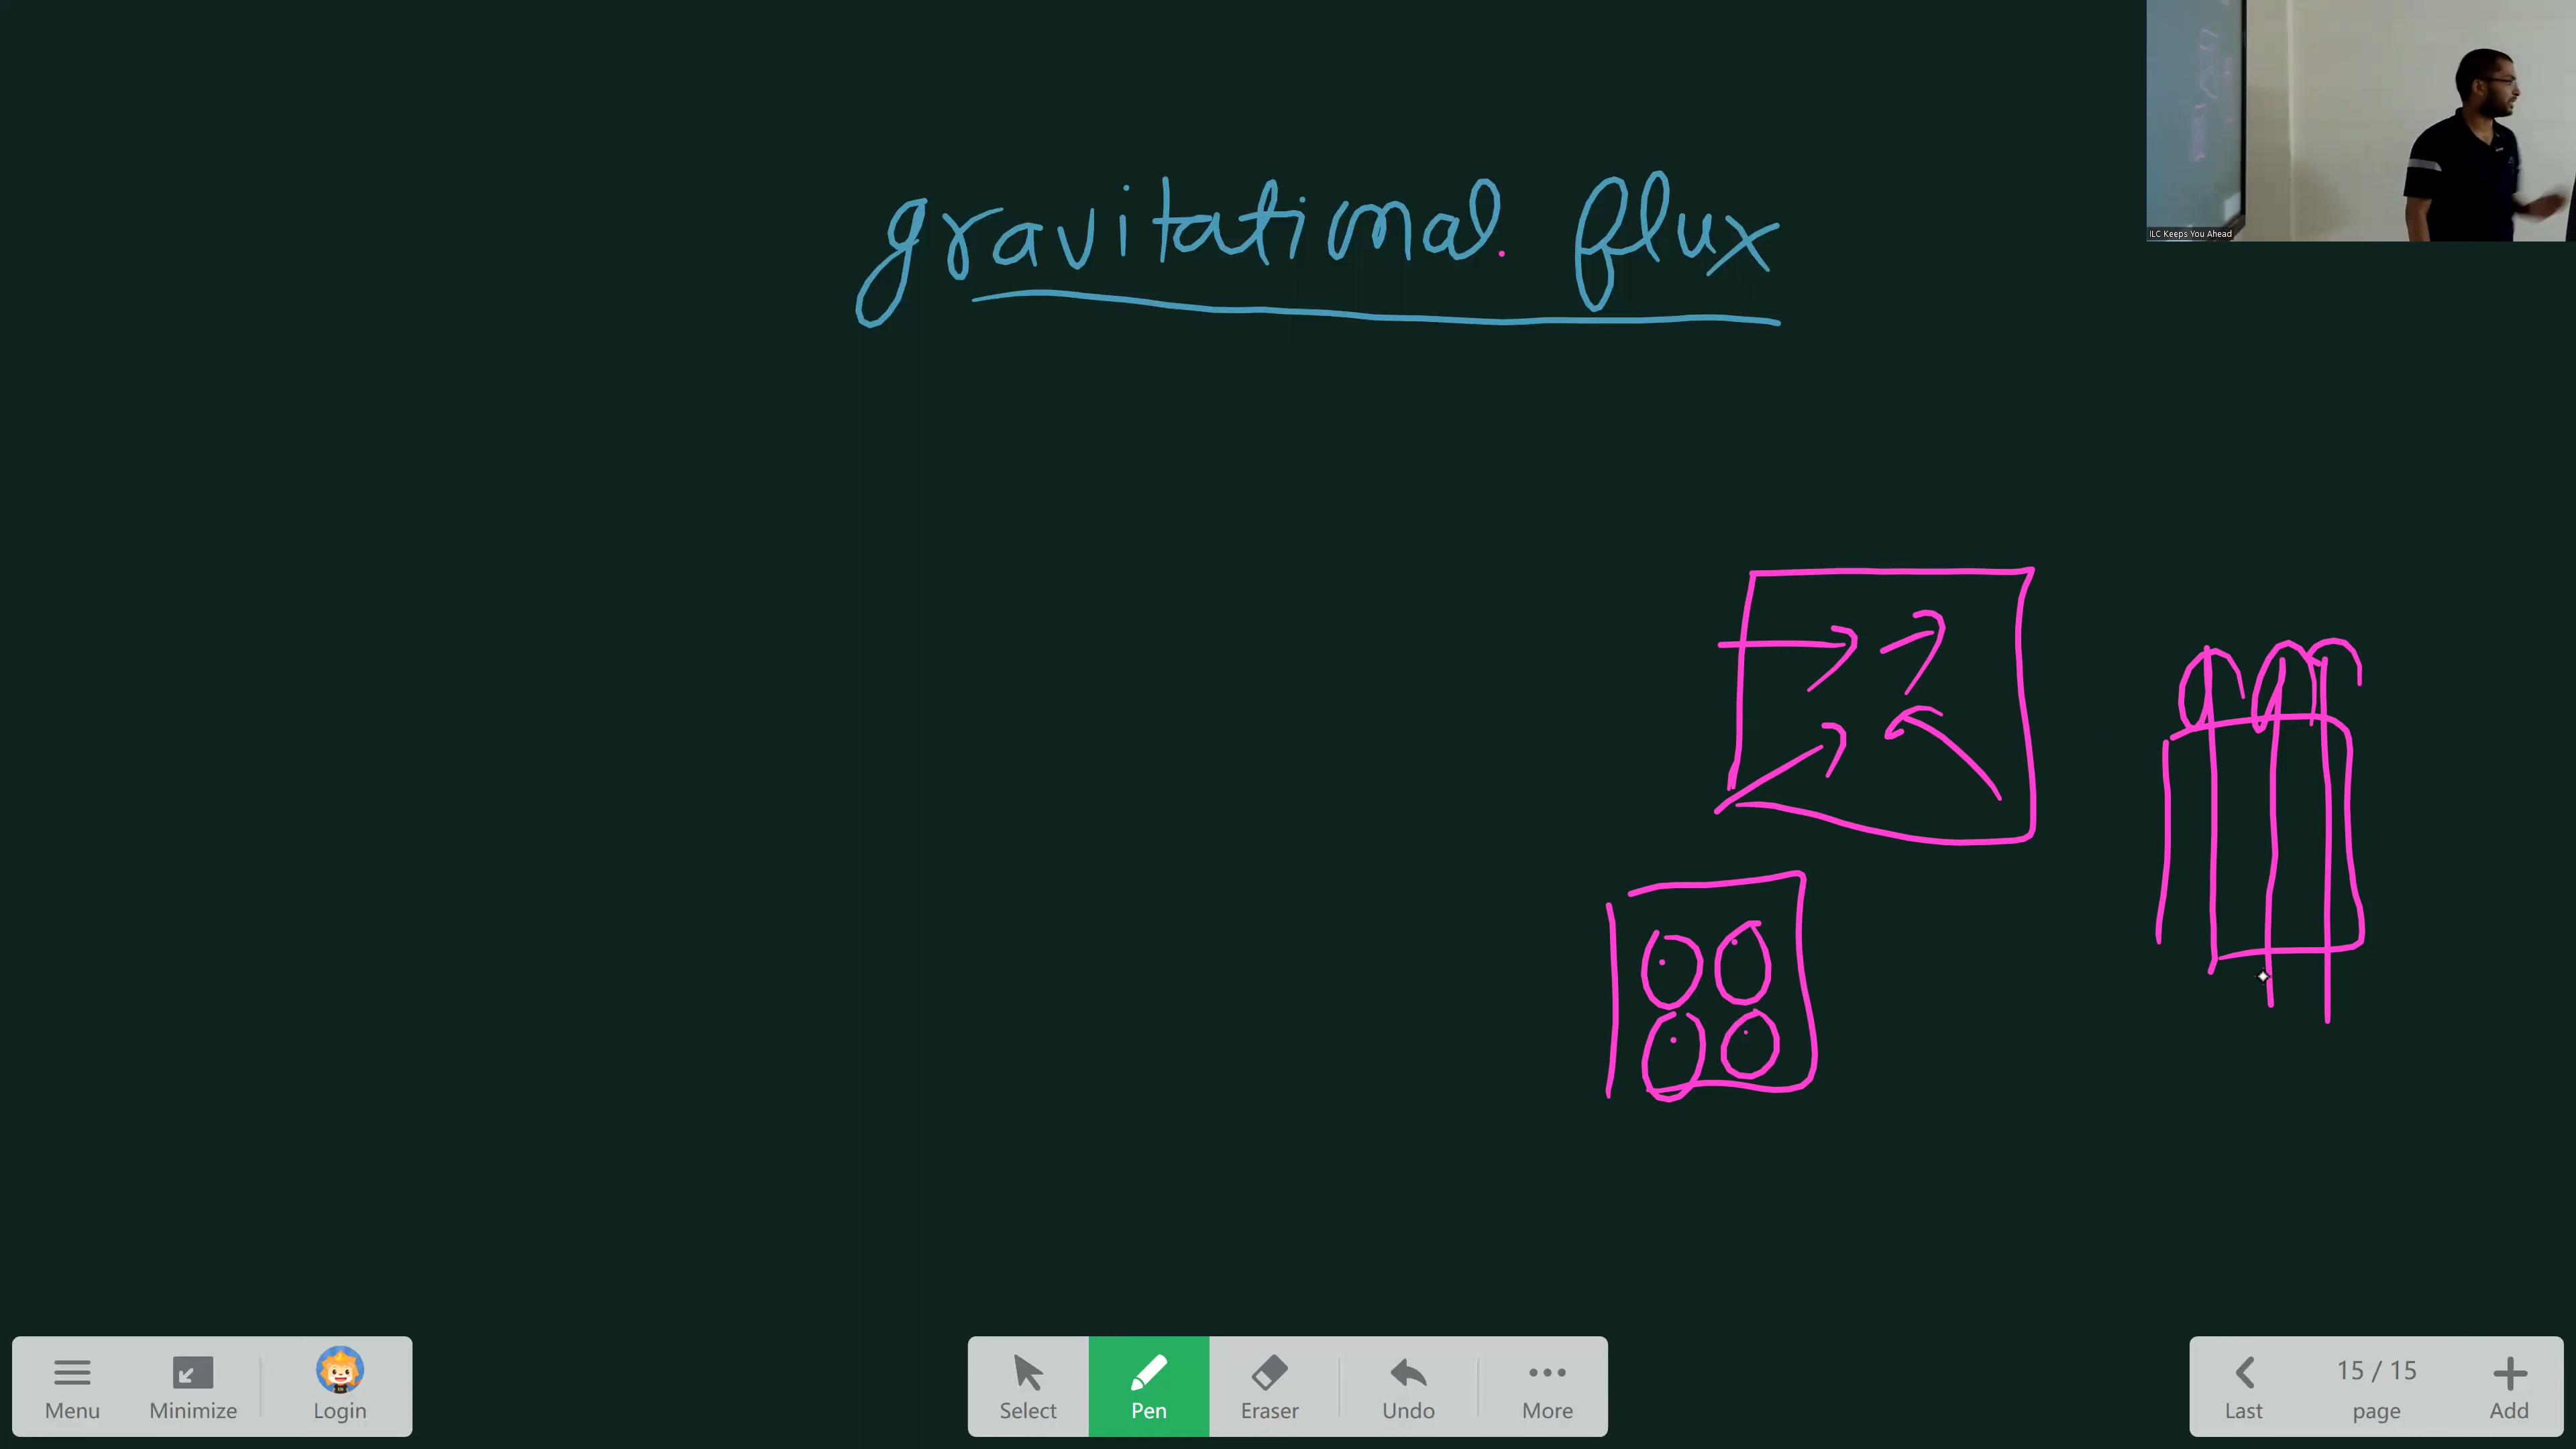 gravitational flux
ILC Keeps You Ahead
Menu
Minimize
Login
Select
Pen
Eraser
Undo
More
Last
15 / 15
page
Add